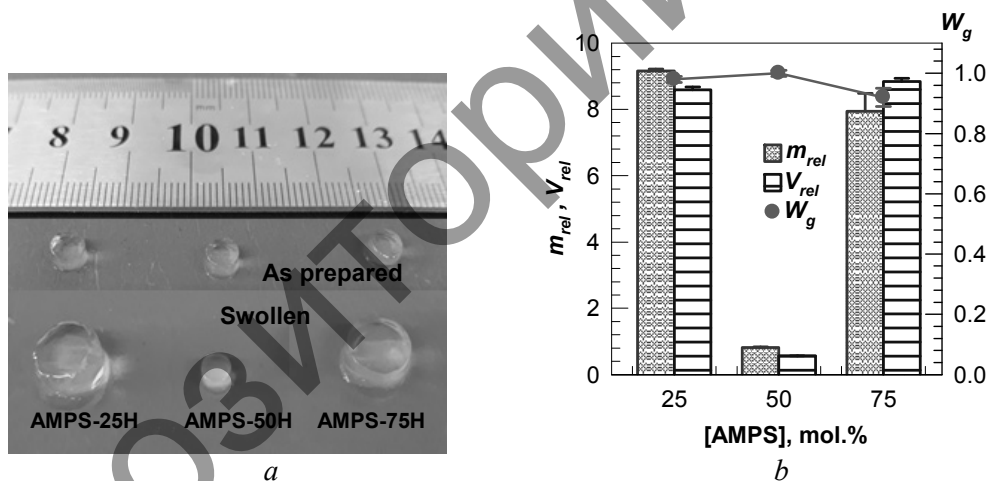 8 9 10 11 12 13 14
mm
As prepared
Swollen
AMPS-25H AMPS-50H AMPS-75H
a
W_g
10
8
6
4
2
0
m_rel , V_rel
1.0
0.8
0.6
0.4
0.2
0.0
m_rel
V_rel
W_g
25 50 75
[AMPS], mol.%
b